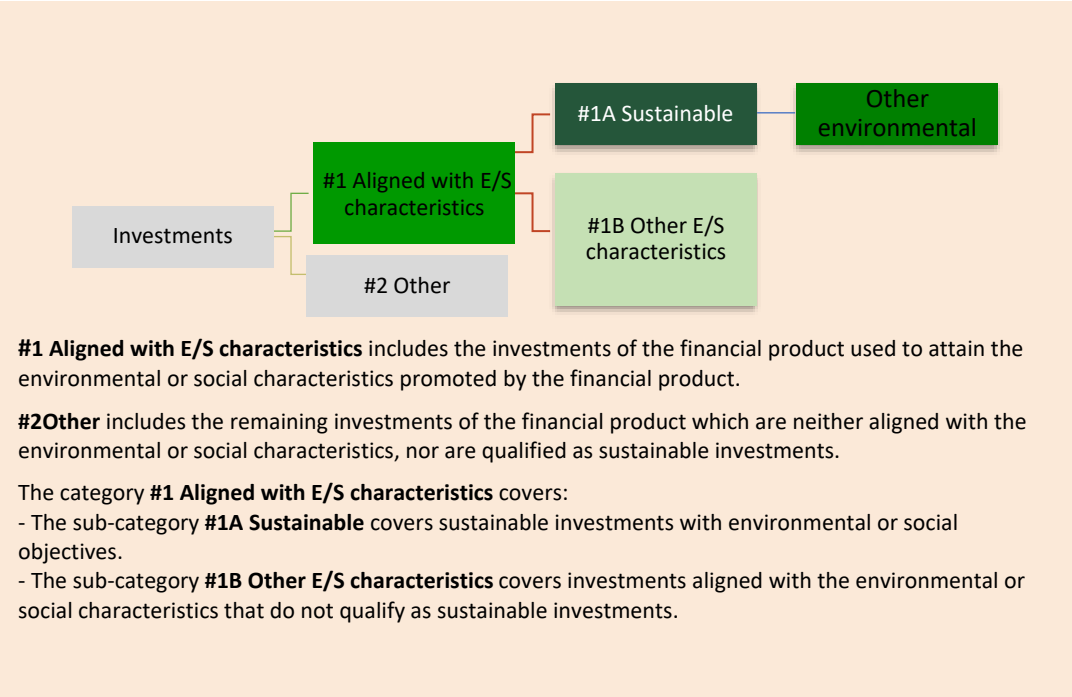 #1A Sustainable
Other
environmental
#1 Aligned with E/S
characteristics
Investments
#1B Other E/S
characteristics
#2 Other
#1 Aligned with E/S characteristics includes the investments of the financial product used to attain the
environmental or social characteristics promoted by the financial product.
#2Other includes the remaining investments of the financial product which are neither aligned with the
environmental or social characteristics, nor are qualified as sustainable investments.
The category #1 Aligned with E/S characteristics covers:
- The sub-category #1A Sustainable covers sustainable investments with environmental or social
objectives.
- The sub-category #1B Other E/S characteristics covers investments aligned with the environmental or
social characteristics that do not qualify as sustainable investments.